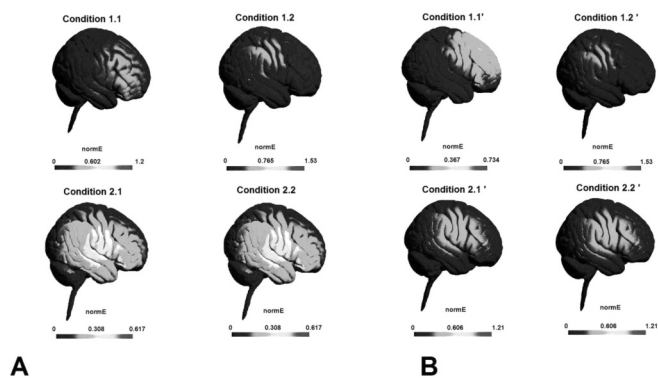 Condition 1.1
Condition 1.2
Condition 1.1'
Condition 1.2 '
normE
0 0.602 1.2
normE
0 0.765 1.53
normE
0 0.367 0.734
normE
0 0.765 1.53
Condition 2.1
Condition 2.2
Condition 2.1 '
Condition 2.2 '
normE
0 0.308 0.617
normE
0 0.308 0.617
normE
0 0.606 1.21
normE
0 0.606 1.21
A
B